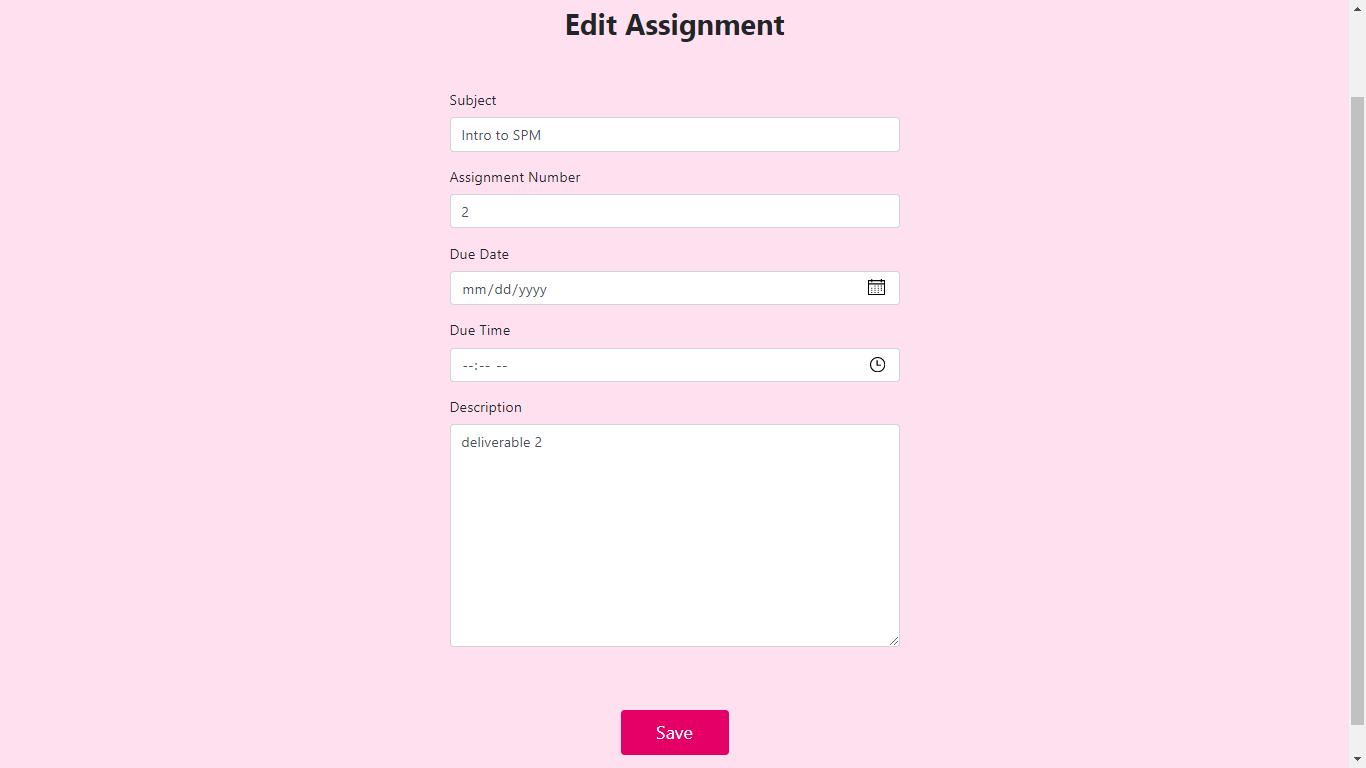 Edit Assignment
Subject
Intro to SPM
Assignment Number
2
Due Date
mm/dd/yyyy
Due Time
--:-- --
Description
deliverable 2
Save